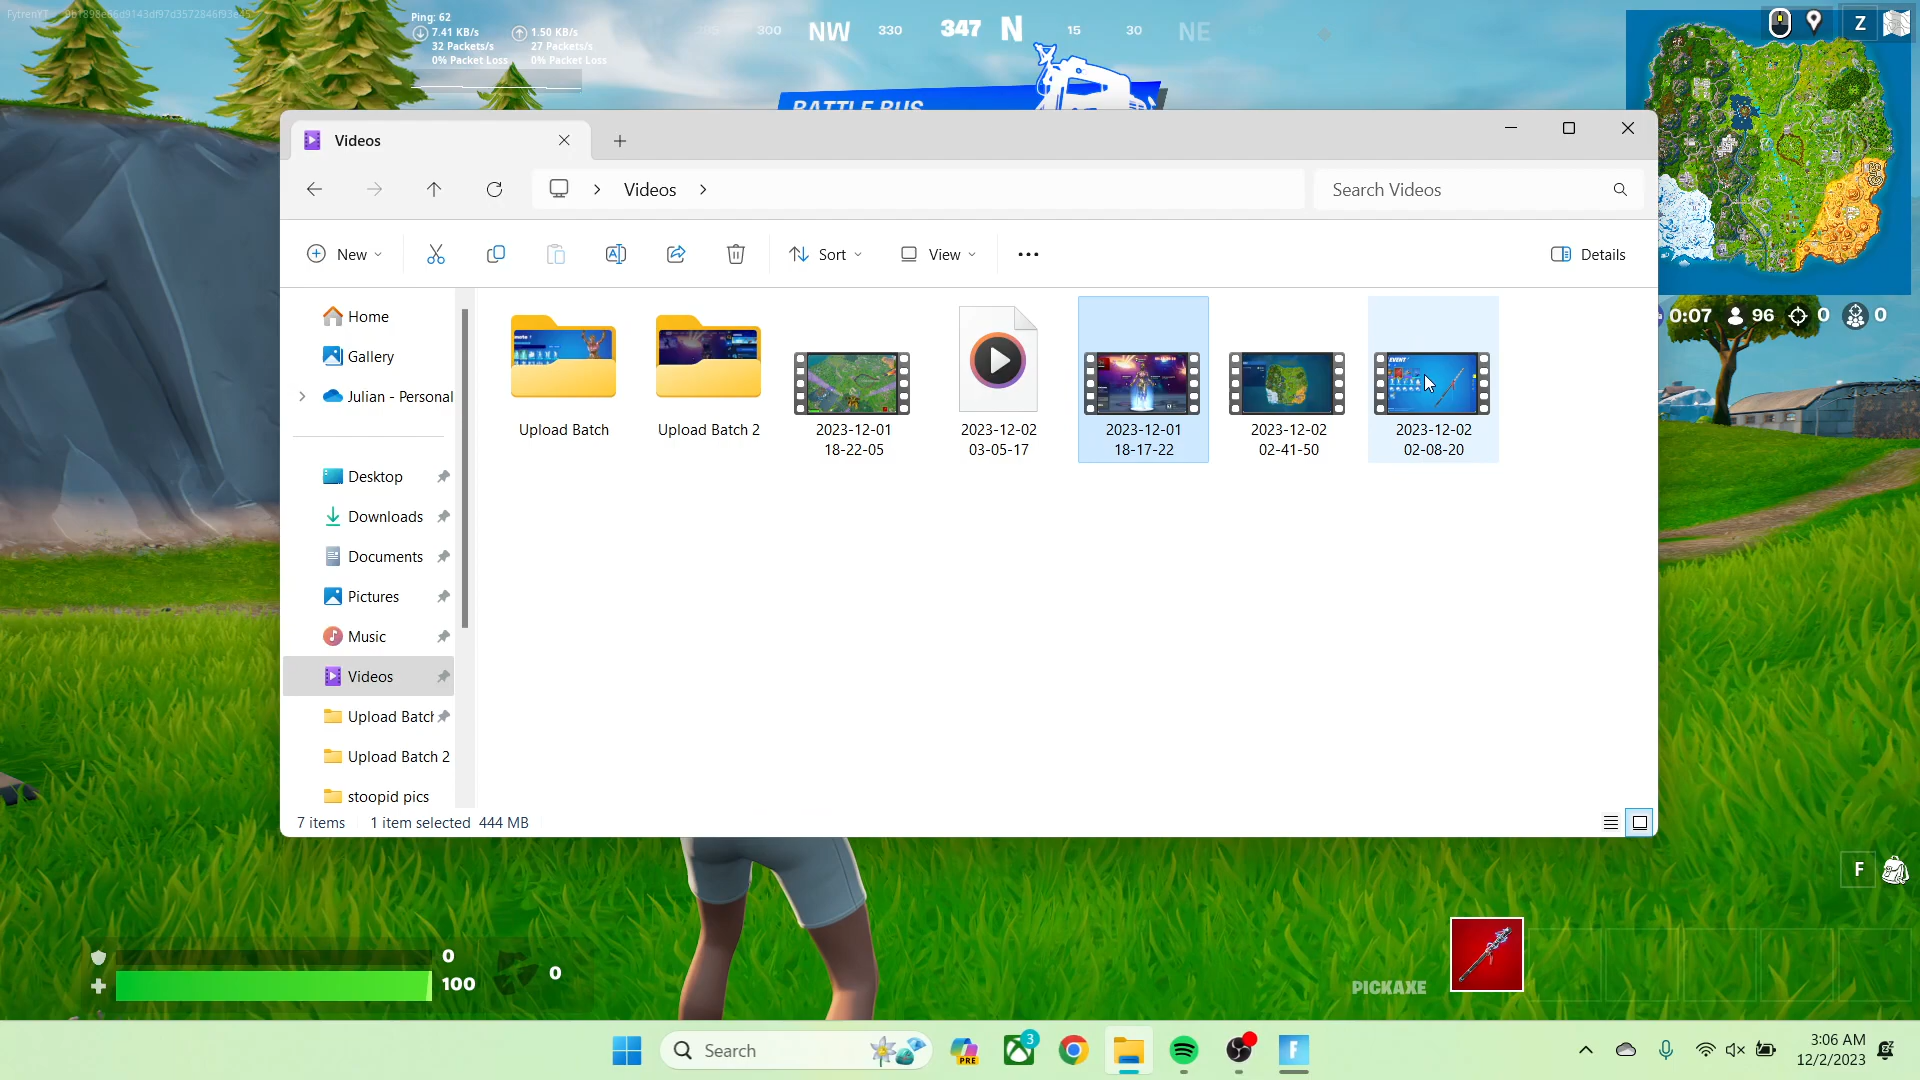 Ping: 62
7.41 KB/s 1.50 KB/s
32 Packets/s 27 Packets/s
0% Packet Loss 0% Packet Loss
300 NW 330 347 N 15 30 NE
Z
BATTLE BUS
Videos
Videos
Search Videos
New
Sort
View
Details
Home
Gallery
Julian - Personal
Desktop
Downloads
Documents
Pictures
Music
Videos
Upload Batch
Upload Batch 2
stoopid pics
Upload Batch
Upload Batch 2
2023-12-01
18-22-05
2023-12-02
03-05-17
2023-12-01
18-17-22
2023-12-02
02-41-50
EVENT
2023-12-02
02-08-20
7 items 1 item selected 444 MB
0:07 96 0 0
F
0
100
0
PICKAXE
Search
PRE
3
F
3:06 AM
12/2/2023